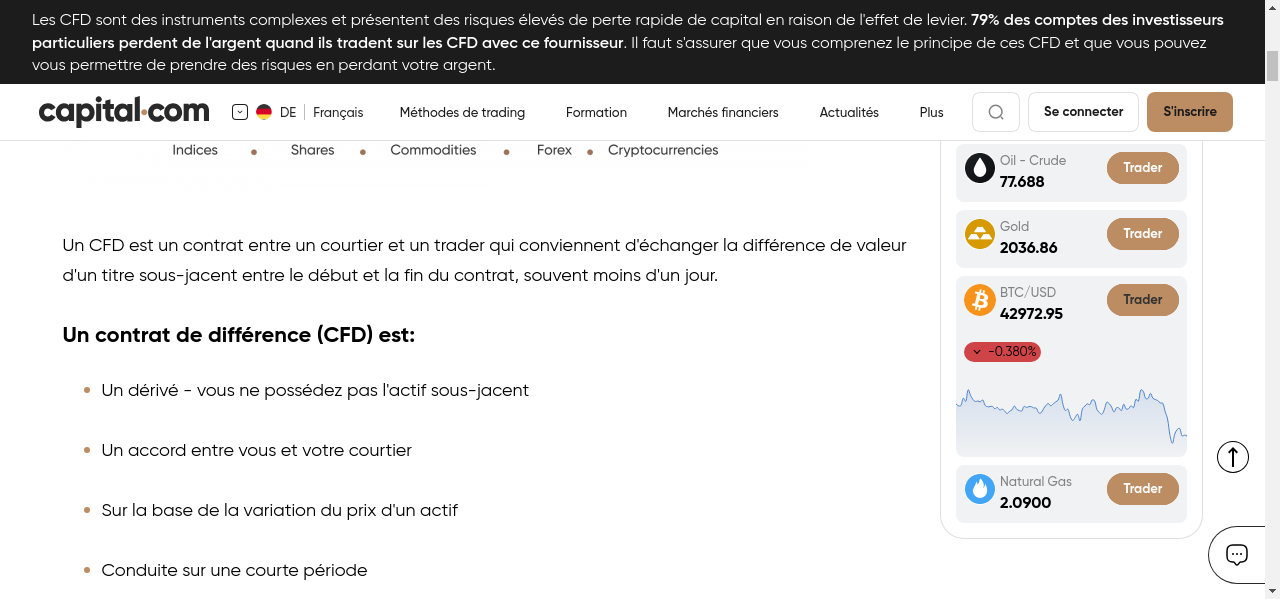 Les CFD sont des instruments complexes et présentent des risques élevés de perte rapide de capital en raison de l'effet de levier. 79% des comptes des investisseurs
particuliers perdent de l'argent quand ils tradent sur les CFD avec ce fournisseur. Il faut s'assurer que vous comprenez le principe de ces CFD et que vous pouvez
vous permettre de prendre des risques en perdant votre argent.
capital.com DE Français Méthodes de trading Formation Marchés financiers Actualités Plus Se connecter S'inscrire
Indices Shares Commodities Forex Cryptocurrencies
Un CFD est un contrat entre un courtier et un trader qui conviennent d'échanger la différence de valeur
d'un titre sous-jacent entre le début et la fin du contrat, souvent moins d'un jour.
Un contrat de différence (CFD) est:
Un dérivé - vous ne possédez pas l'actif sous-jacent
Un accord entre vous et votre courtier
Sur la base de la variation du prix d'un actif
Conduite sur une courte période
Oil - Crude
77.688
Trader
Gold
2036.86
Trader
BTC/USD
42972.95
Trader
-0.380%
Natural Gas
2.0900
Trader